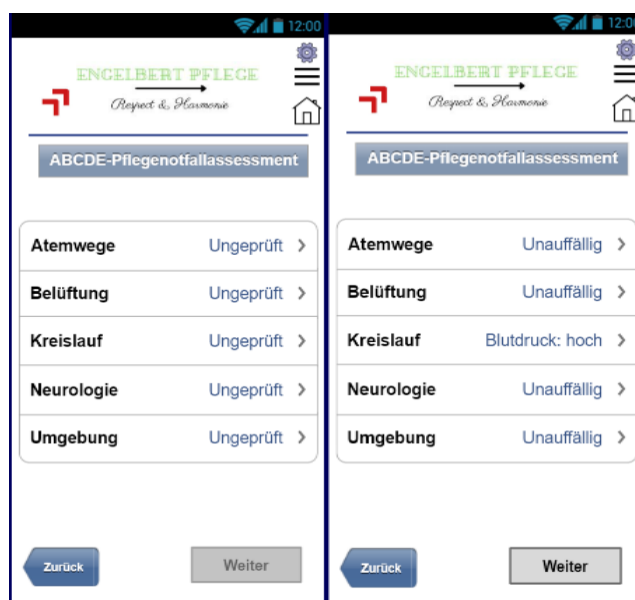 12:00
ENGELBERT PFLEGE
Respect & Harmonie
ABCDE-Pflegenotfallassessment
Atemwege Ungeprüft
Belüftung Ungeprüft
Kreislauf Ungeprüft
Neurologie Ungeprüft
Umgebung Ungeprüft
Zurück Weiter
12:00
ENGELBERT PFLEGE
Respect & Harmonie
ABCDE-Pflegenotfallassessment
Atemwege Unauffällig
Belüftung Unauffällig
Kreislauf Blutdruck: hoch
Neurologie Unauffällig
Umgebung Unauffällig
Zurück Weiter